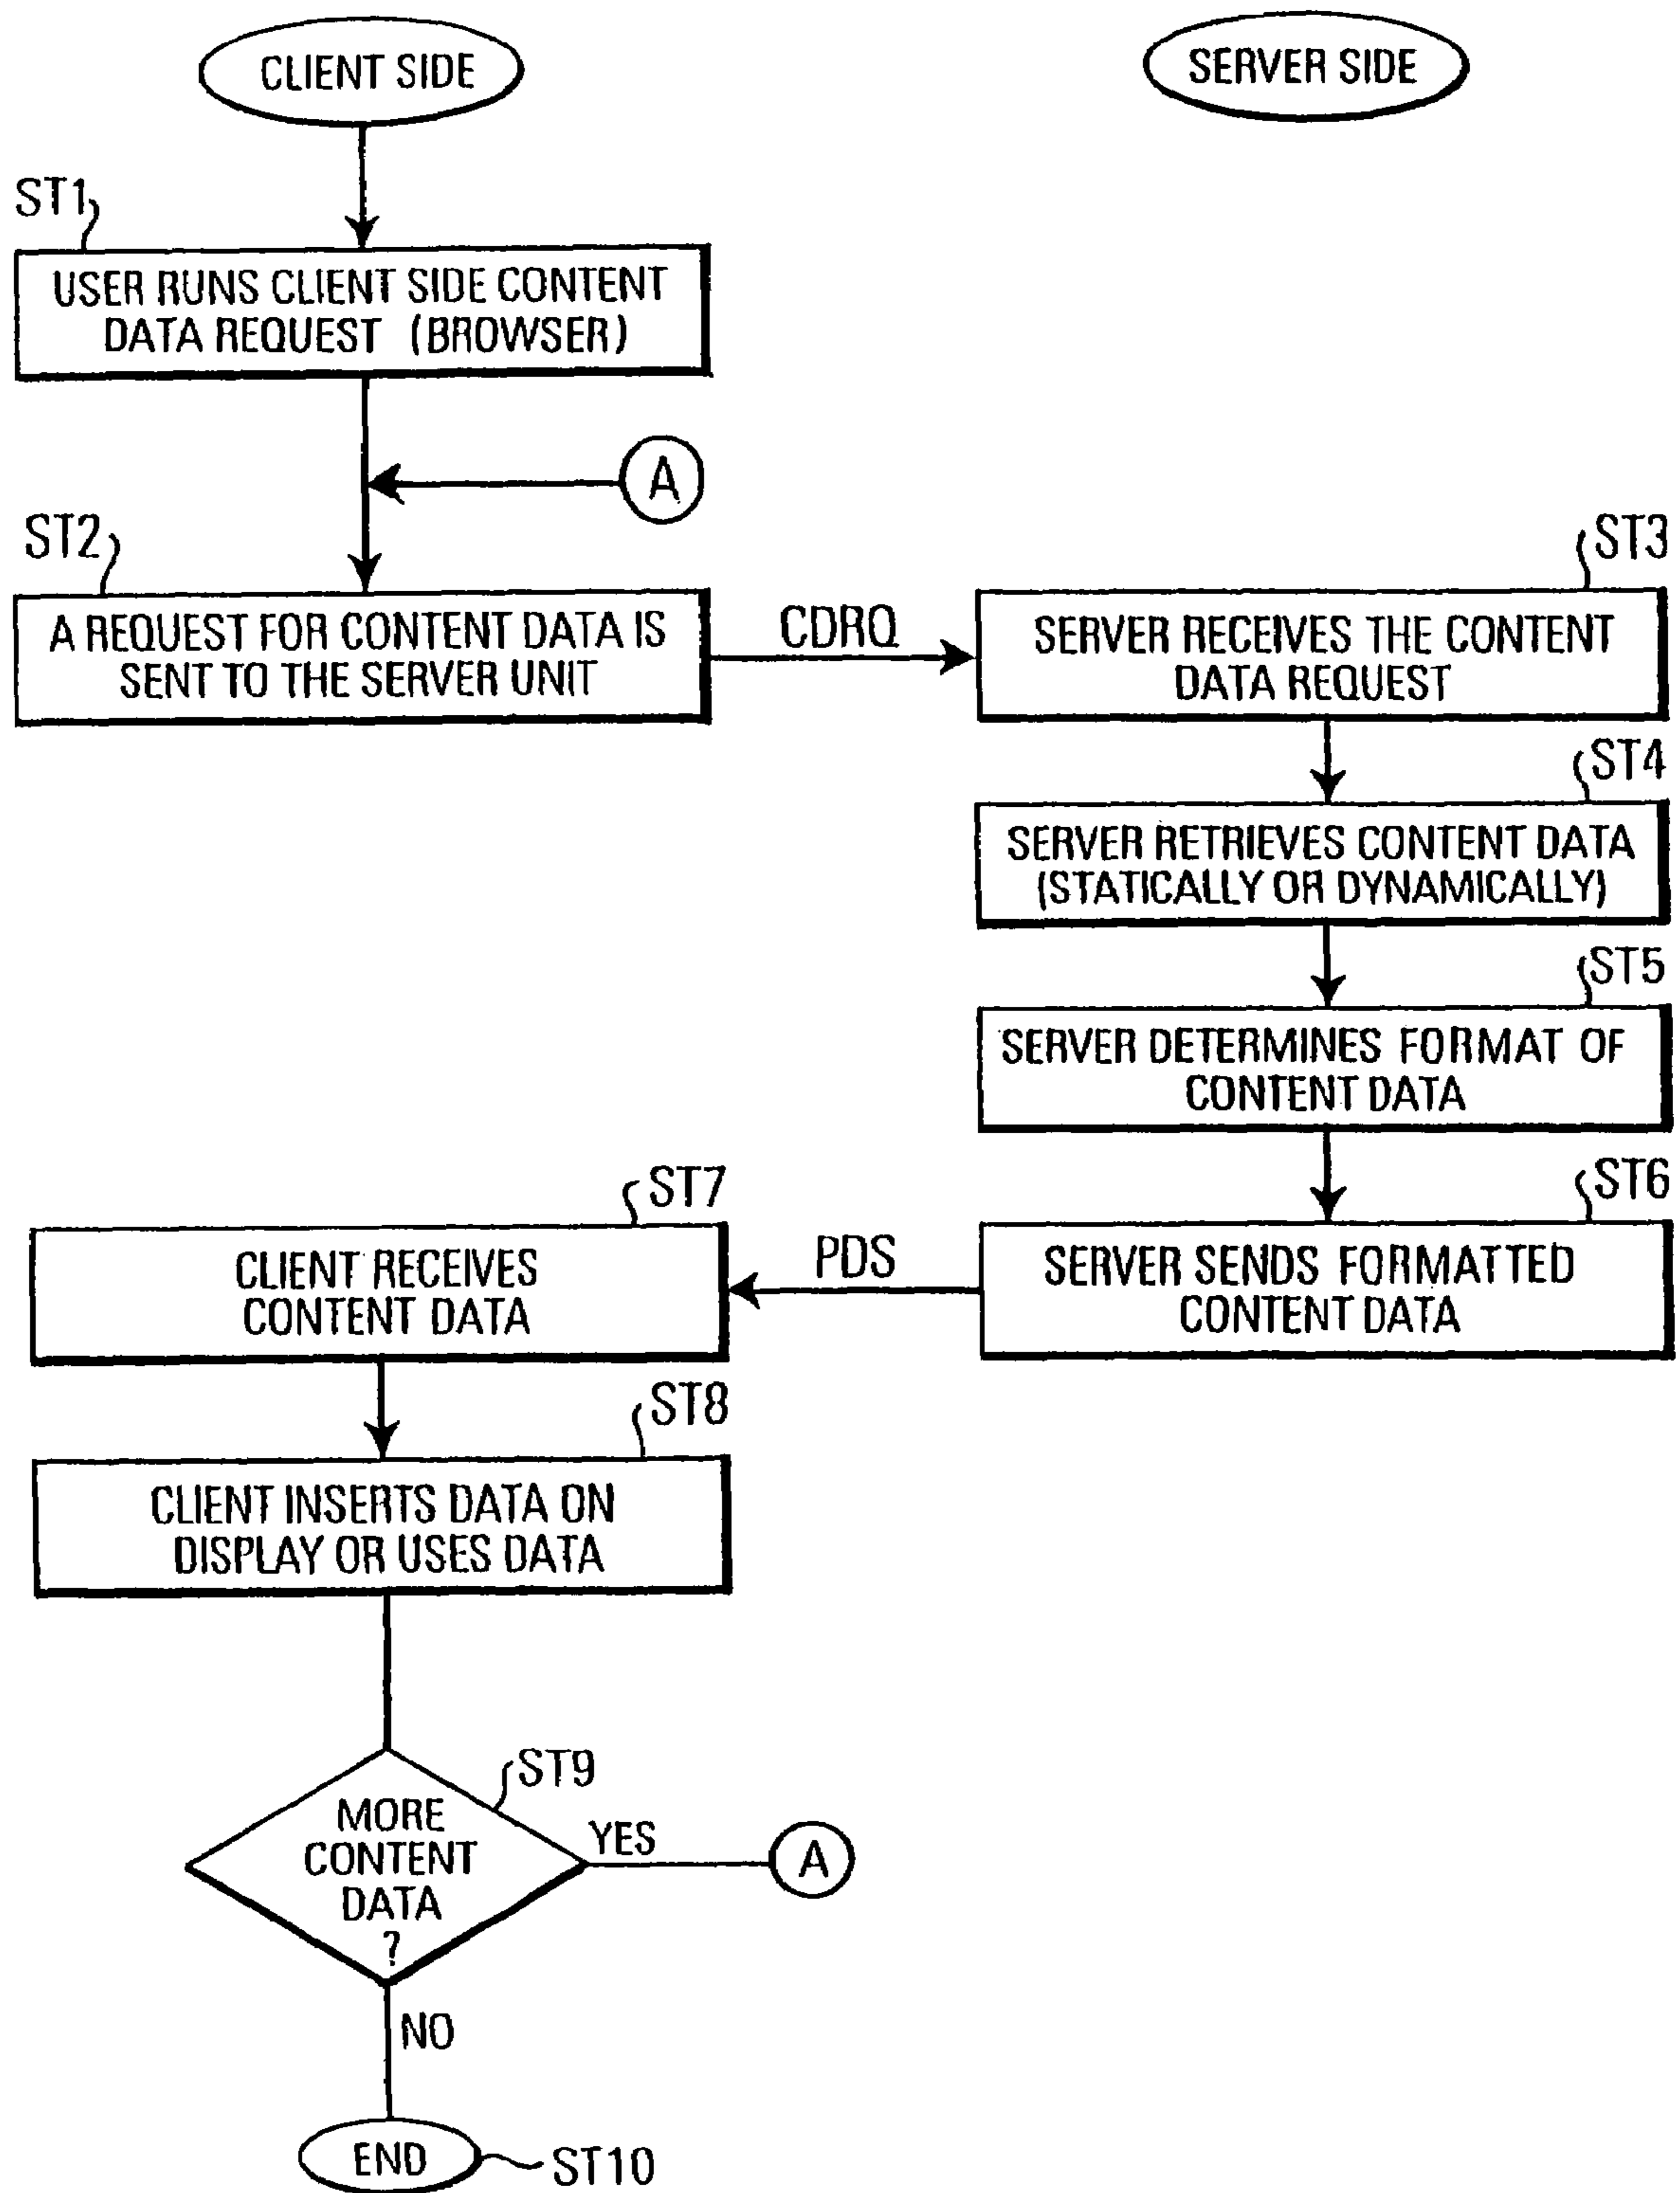 CLIENT SIDE
SERVER SIDE
ST1
USER RUNS CLIENT SIDE CONTENT
DATA REQUEST (BROWSER)
A
ST2
A REQUEST FOR CONTENT DATA IS
SENT TO THE SERVER UNIT
CDRQ
ST3
SERVER RECEIVES THE CONTENT
DATA REQUEST
ST4
SERVER RETRIEVES CONTENT DATA
(STATICALLY OR DYNAMICALLY)
ST5
SERVER DETERMINES FORMAT OF
CONTENT DATA
ST6
SERVER SENDS FORMATTED
CONTENT DATA
PDS
ST7
CLIENT RECEIVES
CONTENT DATA
ST8
CLIENT INSERTS DATA ON
DISPLAY OR USES DATA
ST9
MORE
CONTENT
DATA
?
YES
A
NO
END
ST10